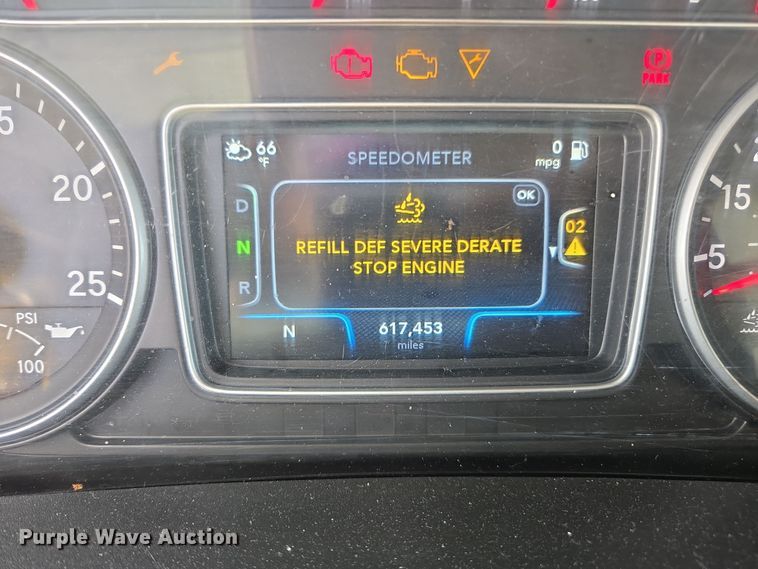 P
PARK
66
°F
SPEEDOMETER
0
mpg
OK
D
N
R
REFILL DEF SEVERE DERATE
STOP ENGINE
02
N
617,453
miles
5
20
25
PSI
100
15
5
Purple Wave Auction